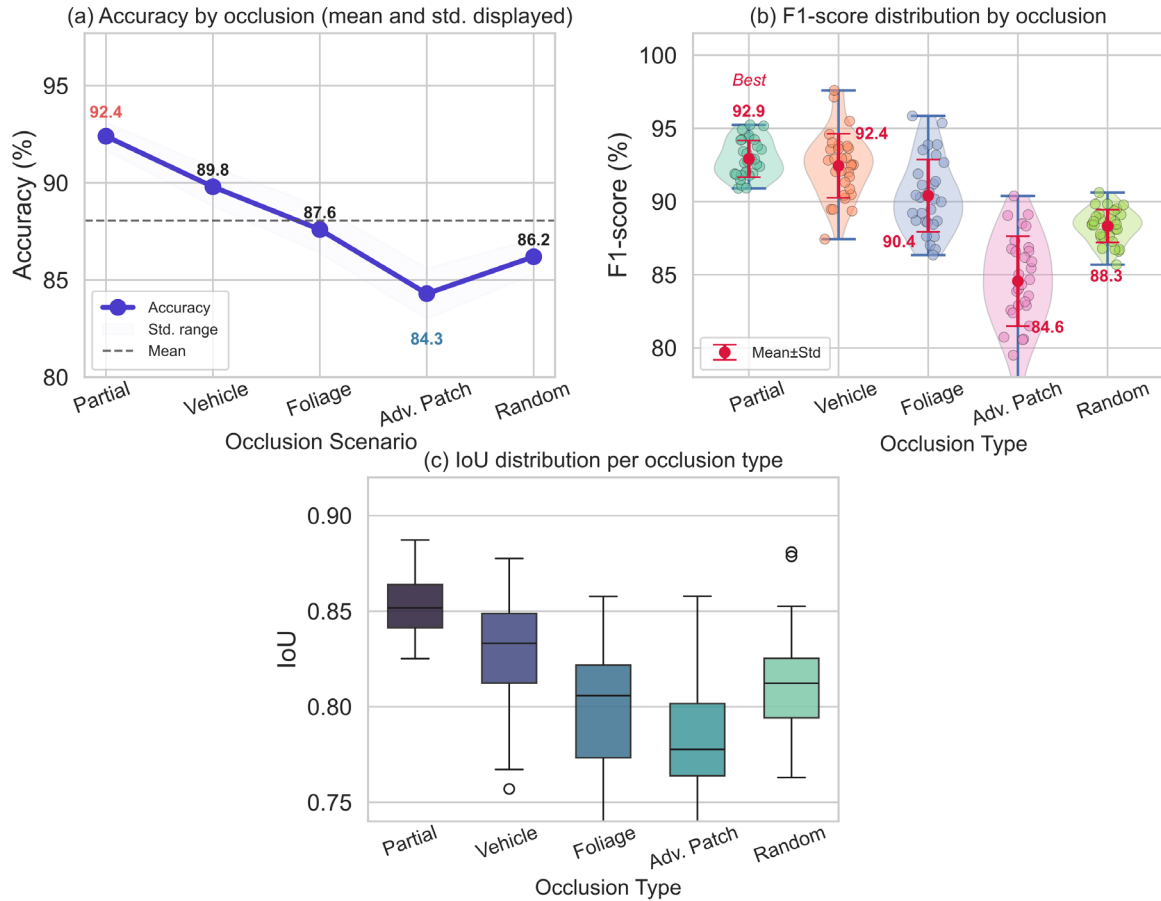 (a) Accuracy by occlusion (mean and std. displayed)
Accuracy (%)
95
90
85
80
92.4
89.8
87.6
84.3
86.2
Accuracy
Std. range
Mean
Partial
Vehicle
Foliage
Adv. Patch
Random
Occlusion Scenario
(b) F1-score distribution by occlusion
F1-score (%)
100
95
90
85
80
Best
92.9
92.4
90.4
84.6
88.3
Mean±Std
Partial
Vehicle
Foliage
Adv. Patch
Random
Occlusion Type
(c) IoU distribution per occlusion type
IoU
0.90
0.85
0.80
0.75
Partial
Vehicle
Foliage
Adv. Patch
Random
Occlusion Type